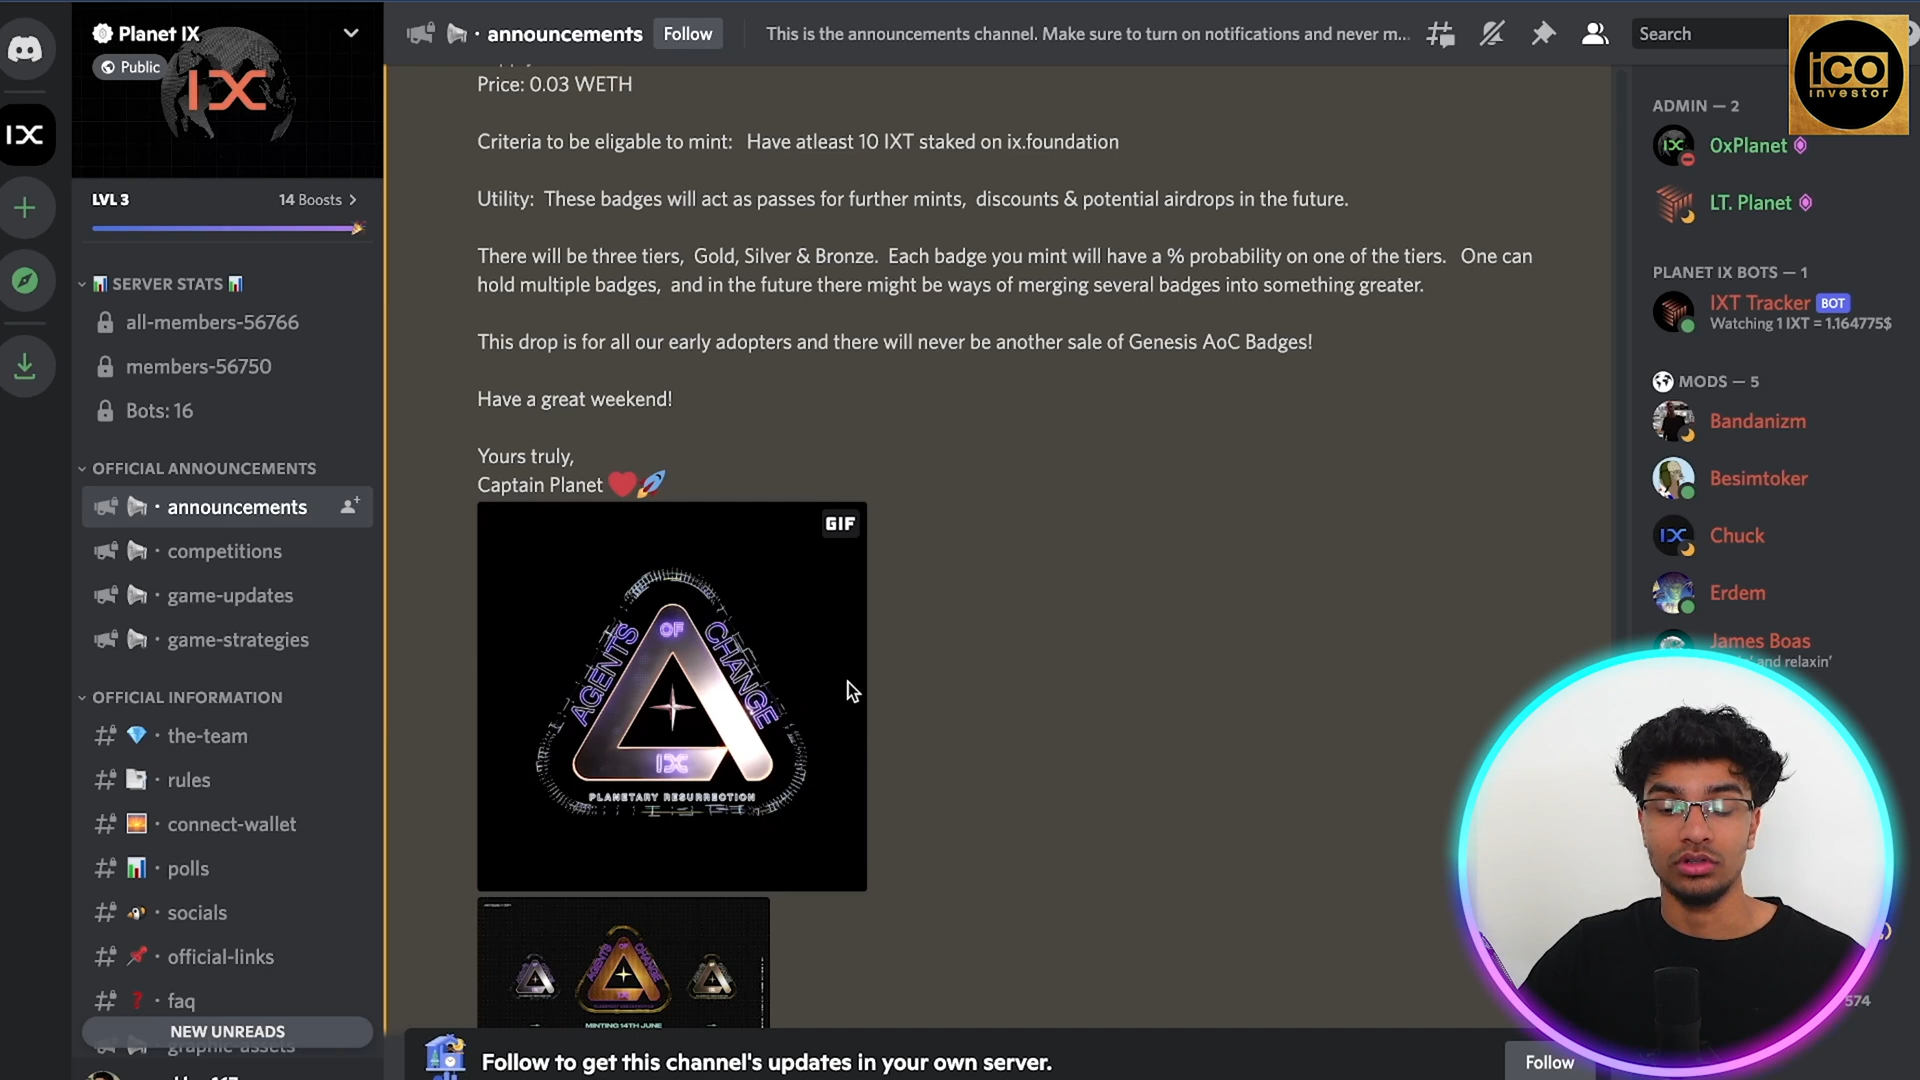 Planet IX
Public
IX
LVL 3
14 Boosts
SERVER STATS
all-members-56766
members-56750
Bots: 16
OFFICIAL ANNOUNCEMENTS
announcements
competitions
game-updates
game-strategies
OFFICIAL INFORMATION
the-team
rules
connect-wallet
polls
socials
official-links
faq
NEW UNREADS
graphic-assets
announcements
Follow
This is the announcements channel. Make sure to turn on notifications and never m...
Search
ICO
investor
Price: 0.03 WETH
Criteria to be eligable to mint: Have atleast 10 IXT staked on ix.foundation
Utility: These badges will act as passes for further mints, discounts & potential airdrops in the future.
There will be three tiers, Gold, Silver & Bronze. Each badge you mint will have a % probability on one of the tiers. One can
hold multiple badges, and in the future there might be ways of merging several badges into something greater.
This drop is for all our early adopters and there will never be another sale of Genesis AoC Badges!
Have a great weekend!
Yours truly,
Captain Planet
GIF
AGENTS OF CHANGE
IX
PLANETARY RESURRECTION
AGENTS OF CHANGE
MINTING 14TH JUNE
Follow to get this channel's updates in your own server.
Follow
ADMIN — 2
OxPlanet
LT. Planet
PLANET IX BOTS — 1
IXT Tracker BOT
Watching 1 IXT = 1.164775$
MODS — 5
Bandanizm
Besimtoker
Chuck
Erdem
James Boas
and relaxin'
574